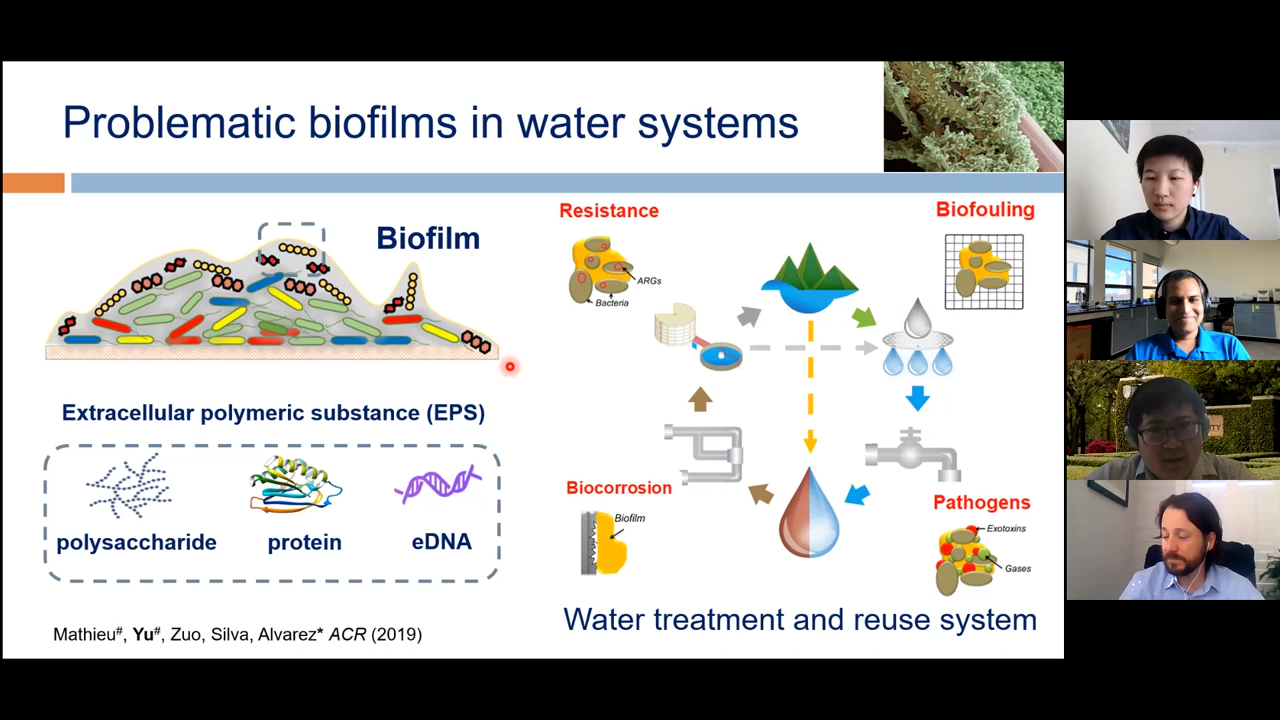 Problematic biofilms in water systems
Biofilm
Extracellular polymeric substance (EPS)
polysaccharide
protein
eDNA
Mathieu#, Yu#, Zuo, Silva, Alvarez* ACR (2019)
Resistance
ARGs
Bacteria
Biofouling
Biocorrosion
Biofilm
Pathogens
Exotoxins
Gases
Water treatment and reuse system